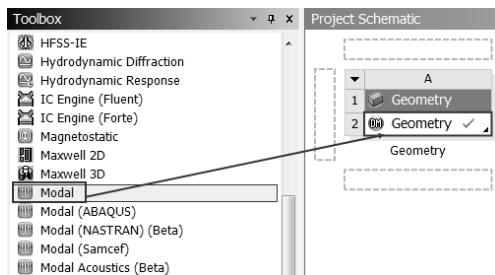 Toolbox
HFSS-IE
Hydrodynamic Diffraction
Hydrodynamic Response
IC Engine (Fluent)
IC Engine (Forte)
Magnetostatic
Maxwell 2D
Maxwell 3D
Modal
Modal (ABAQUS)
Modal (NASTRAN) (Beta)
Modal (Samcef)
Modal Acoustics (Beta)
Project Schematic
A
1 Geometry
2 Geometry
Geometry